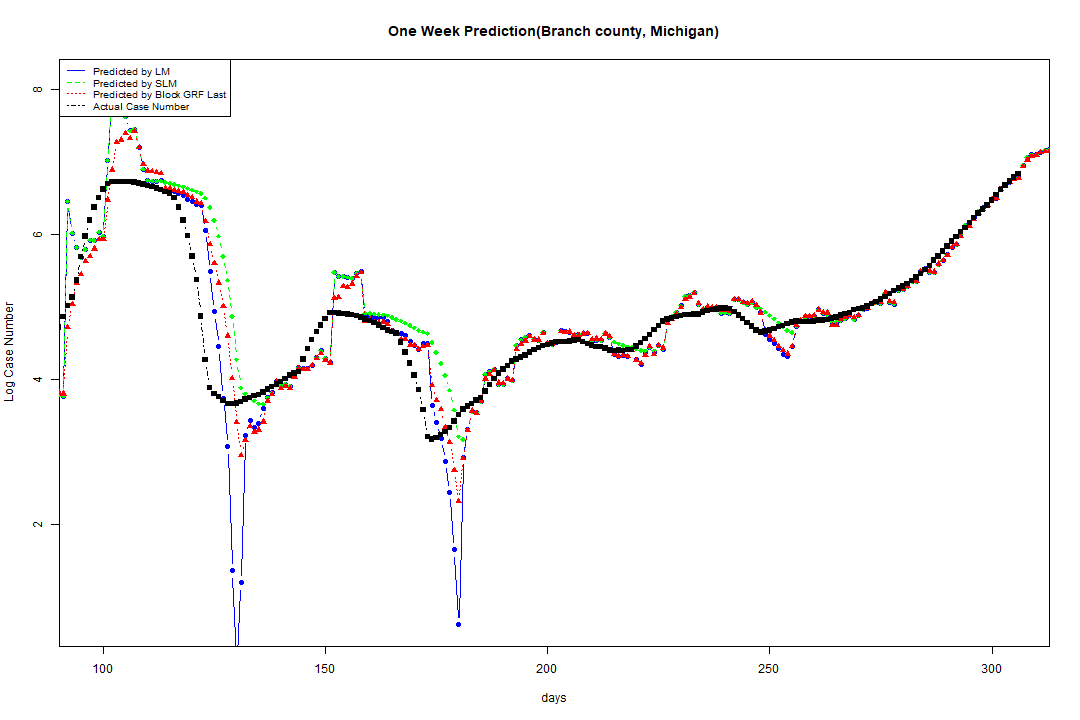 One Week Prediction(Branch county, Michigan)
Predicted by LM
Predicted by SLM
Predicted by Block GRF Last
Actual Case Number
8
6
4
2
Log Case Number
100 150 200 250 300
days